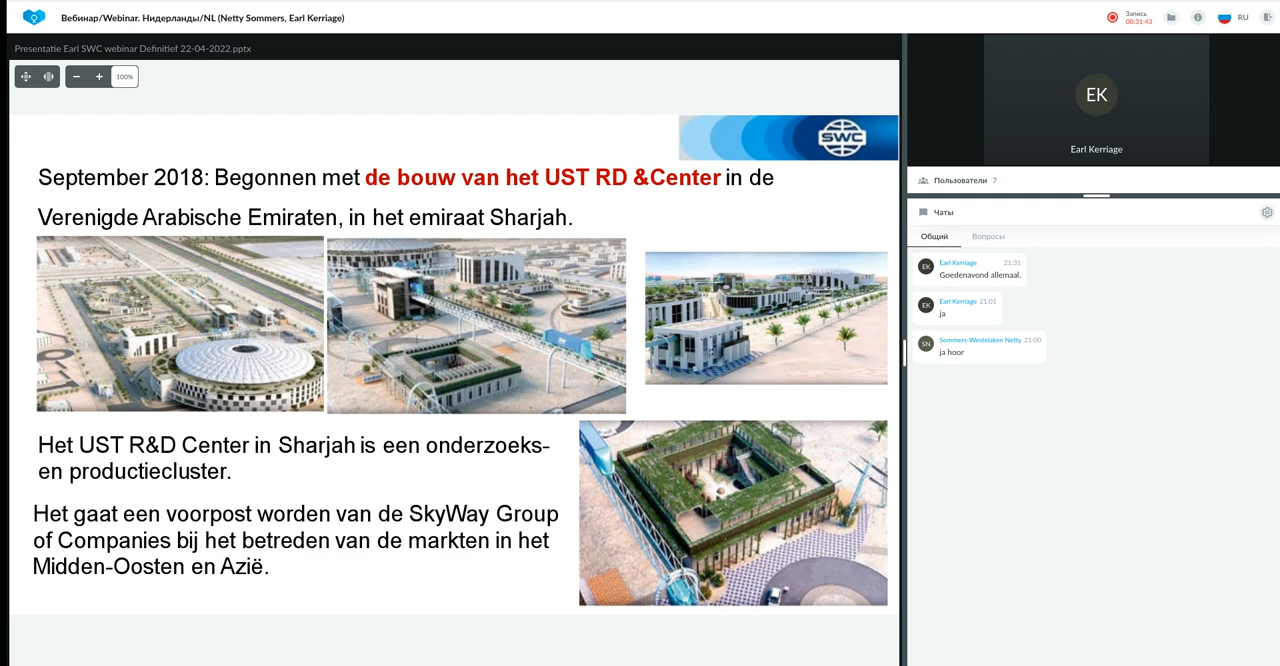 Вебинар/Webinar. Нидерланды/NL (Netty Sommers, Earl Kerriage)
Запись
00:31:43
RU
Presentatie Earl SWC webinar Definitief 22-04-2022.pptx
100%
SWC
September 2018: Begonnen met de bouw van het UST RD &Center in de
Verenigde Arabische Emiraten, in het emiraat Sharjah.
Het UST R&D Center in Sharjah is een onderzoeks-
en productiecluster.
Het gaat een voorpost worden van de SkyWay Group
of Companies bij het betreden van de markten in het
Midden-Oosten en Azië.
EK
Earl Kerriage
Пользователи 7
Чаты
Общий Вопросы
EK Earl Kerriage 21:31
Goedenavond allemaal.
EK Earl Kerriage 21:01
ja
SN Sommers-Westelaken Netty 21:00
ja hoor